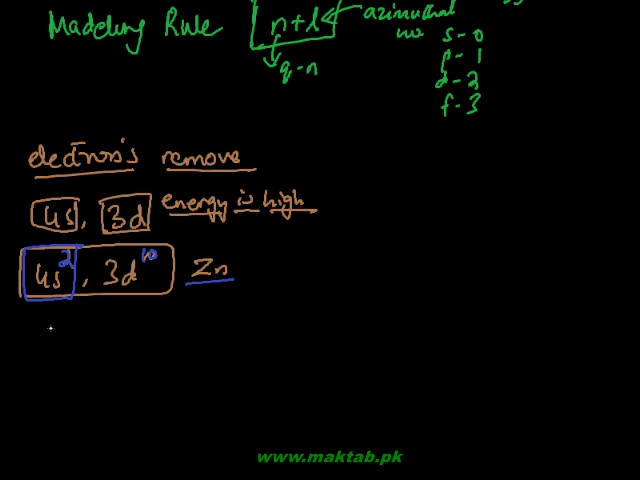 Madelung Rule n+l azimuthal
no s-0
q-n p-1
d-2
f-3
electron's remove
4s, 3d energy is high
4s², 3d¹⁰ Zn
www.maktab.pk